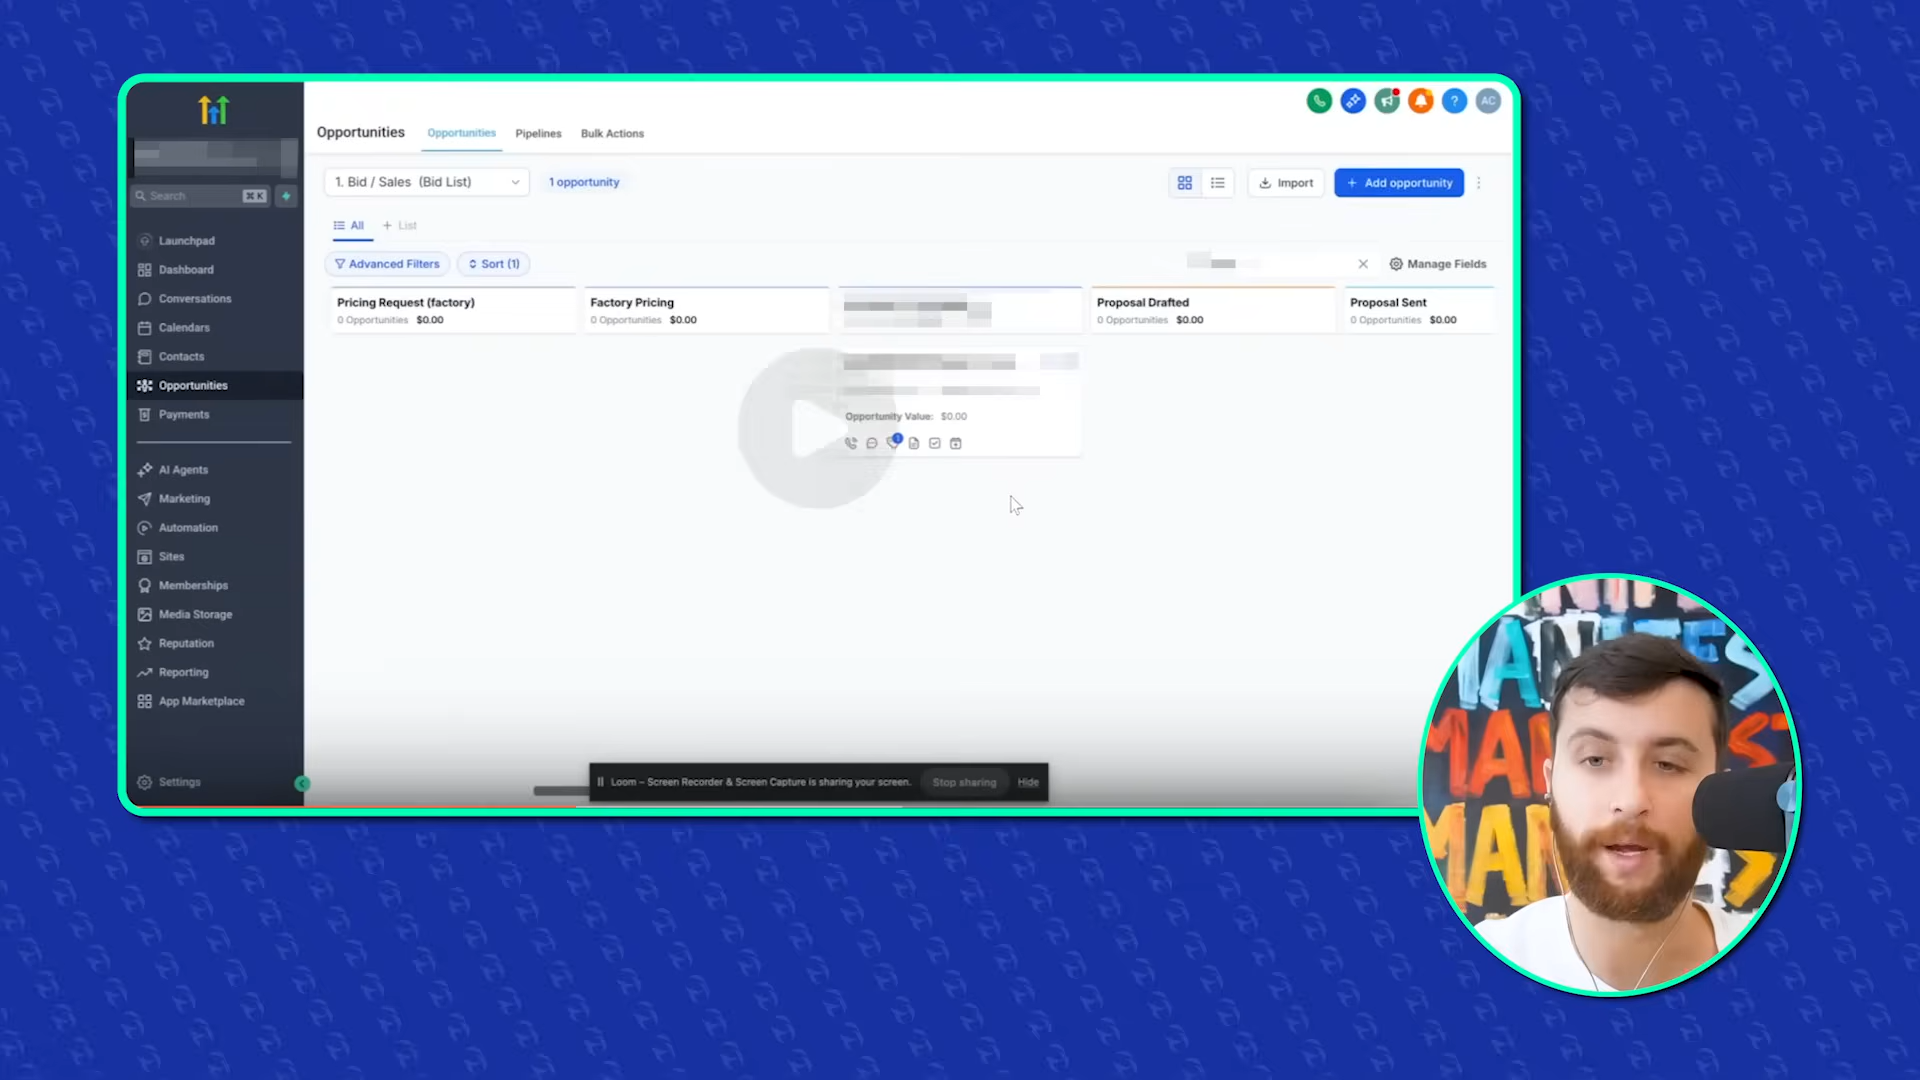 AC
Opportunities
Opportunities
Pipelines
Bulk Actions
1. Bid / Sales (Bid List)
1 opportunity
Import
+ Add opportunity
All
+ List
Advanced Filters
Sort (1)
Manage Fields
Pricing Request (factory)
0 Opportunities $0.00
Factory Pricing
0 Opportunities $0.00
Proposal Drafted
0 Opportunities $0.00
Proposal Sent
0 Opportunities $0.00
Opportunity Value: $0.00
1
Search
⌘ K
Launchpad
Dashboard
Conversations
Calendars
Contacts
Opportunities
Payments
AI Agents
Marketing
Automation
Sites
Memberships
Media Storage
Reputation
Reporting
App Marketplace
Settings
Loom – Screen Recorder & Screen Capture is sharing your screen.
Stop sharing
Hide